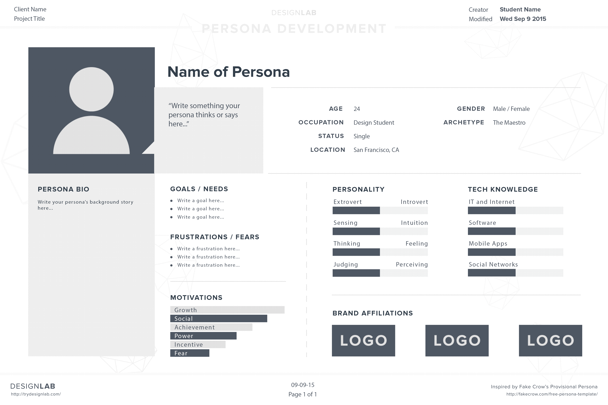 Client Name
Project Title
DESIGNLAB
PERSONA DEVELOPMENT
Creator Student Name
Modified Wed Sep 9 2015
Name of Persona
“Write something your
persona thinks or says
here...”
AGE 24
OCCUPATION Design Student
STATUS Single
LOCATION San Francisco, CA
GENDER Male / Female
ARCHETYPE The Maestro
PERSONA BIO
Write your persona's background story
here...
GOALS / NEEDS
• Write a goal here...
• Write a goal here...
• Write a goal here...
FRUSTRATIONS / FEARS
• Write a frustration here...
• Write a frustration here...
• Write a frustration here...
MOTIVATIONS
Growth
Social
Achievement
Power
Incentive
Fear
PERSONALITY
Extrovert Introvert
Sensing Intuition
Thinking Feeling
Judging Perceiving
TECH KNOWLEDGE
IT and Internet
Software
Mobile Apps
Social Networks
BRAND AFFILIATIONS
LOGO LOGO LOGO
DESIGNLAB
http://trydesignlab.com/
09-09-15
Page 1 of 1
Inspired by Fake Crow's Provisional Persona
http://fakecrow.com/free-persona-template/